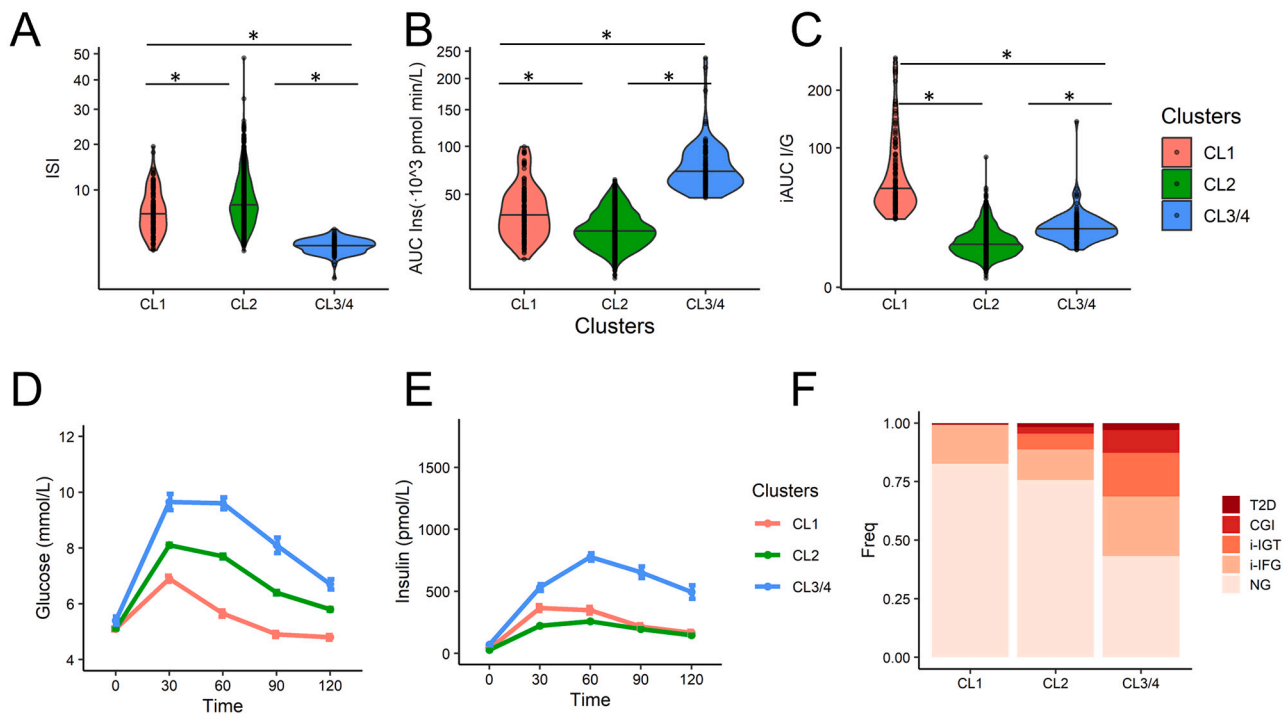 A
*
*
*
ISI
50
40
30
20
10
CL1
CL2
CL3/4
B
*
*
*
AUC Ins(·10^3 pmol min/L)
250
200
150
100
50
CL1
CL2
CL3/4
Clusters
C
*
*
*
iAUC I/G
200
100
0
CL1
CL2
CL3/4
Clusters
CL1
CL2
CL3/4
D
Glucose (mmol/L)
12
10
8
6
4
0
30
60
90
120
Time
E
Insulin (pmol/L)
1500
1000
500
0
0
30
60
90
120
Time
Clusters
CL1
CL2
CL3/4
F
Freq
1.00
0.75
0.50
0.25
0.00
CL1
CL2
CL3/4
T2D
CGI
i-IGT
i-IFG
NG